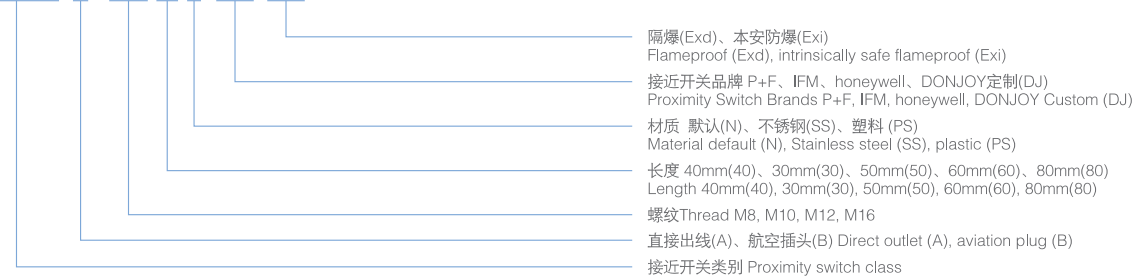 隔爆(Exd)、本安防爆(Exi)
Flameproof (Exd), intrinsically safe flameproof (Exi)
接近开关品牌 P+F、IFM、honeywell、DONJOY定制(DJ)
Proximity Switch Brands P+F, IFM, honeywell, DONJOY Custom (DJ)
材质 默认(N)、不锈钢(SS)、塑料 (PS)
Material default (N), Stainless steel (SS), plastic (PS)
长度 40mm(40)、30mm(30)、50mm(50)、60mm(60)、80mm(80)
Length 40mm(40), 30mm(30), 50mm(50), 60mm(60), 80mm(80)
螺纹Thread M8, M10, M12, M16
直接出线(A)、航空插头(B) Direct outlet (A), aviation plug (B)
接近开关类别 Proximity switch class